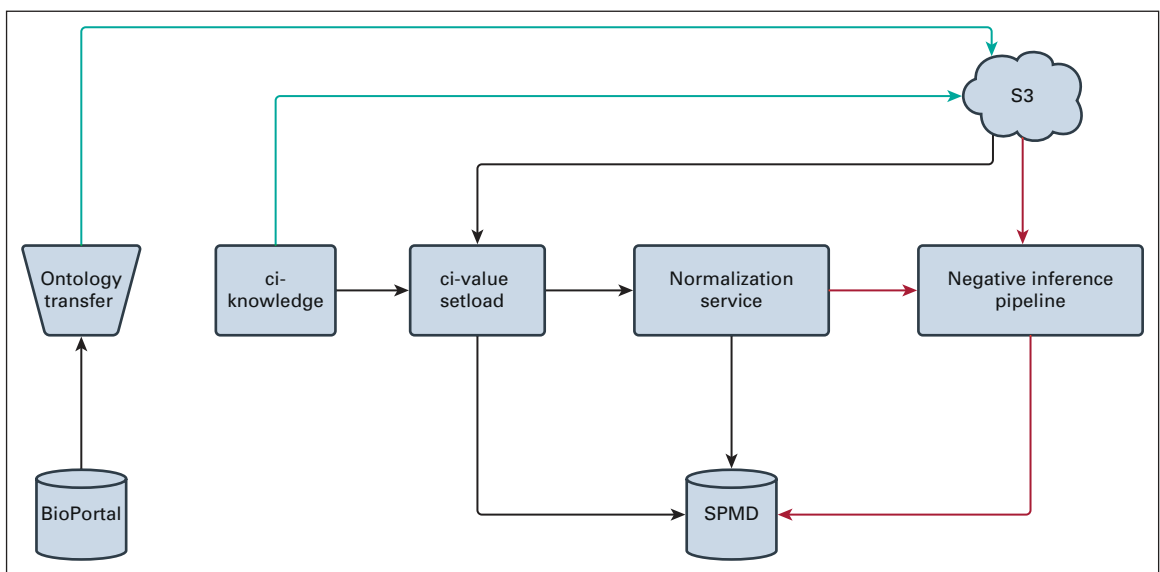 S3
Ontology
transfer
ci-
knowledge
ci-value
setload
Normalization
service
Negative inference
pipeline
BioPortal
SPMD